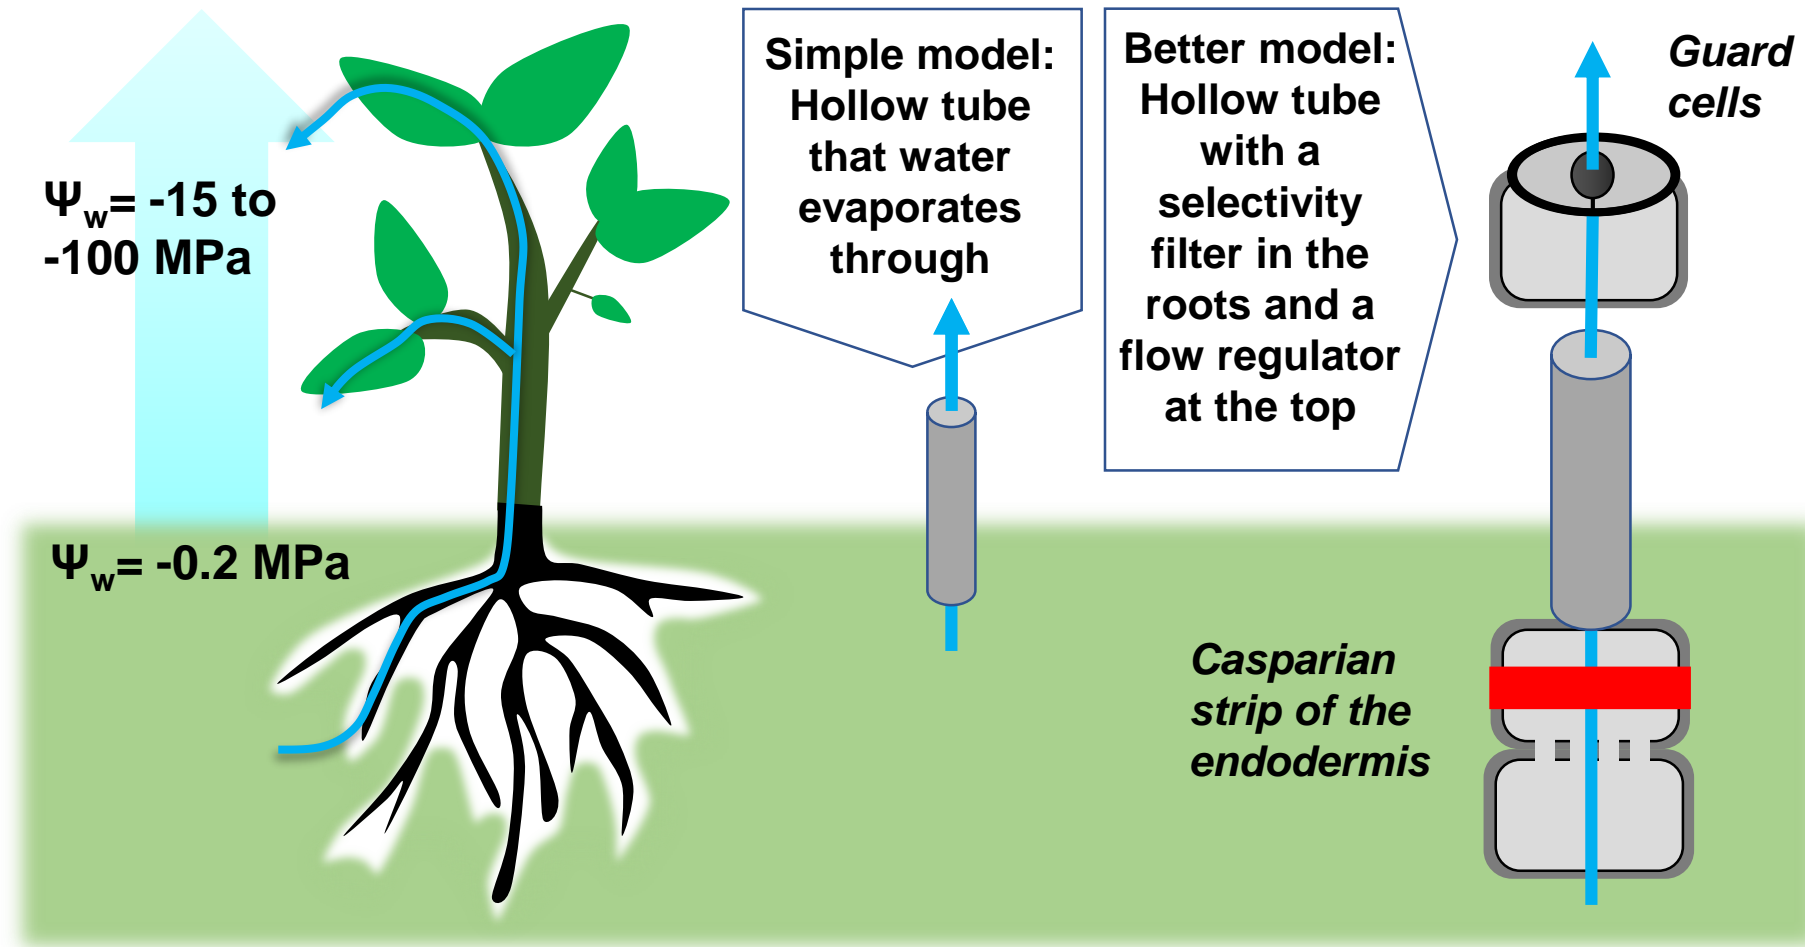 Ψw= -15 to
-100 MPa
Ψw= -0.2 MPa
Simple model:
Hollow tube
that water
evaporates
through
Better model:
Hollow tube
with a
selectivity
filter in the
roots and a
flow regulator
at the top
Guard
cells
Casparian
strip of the
endodermis